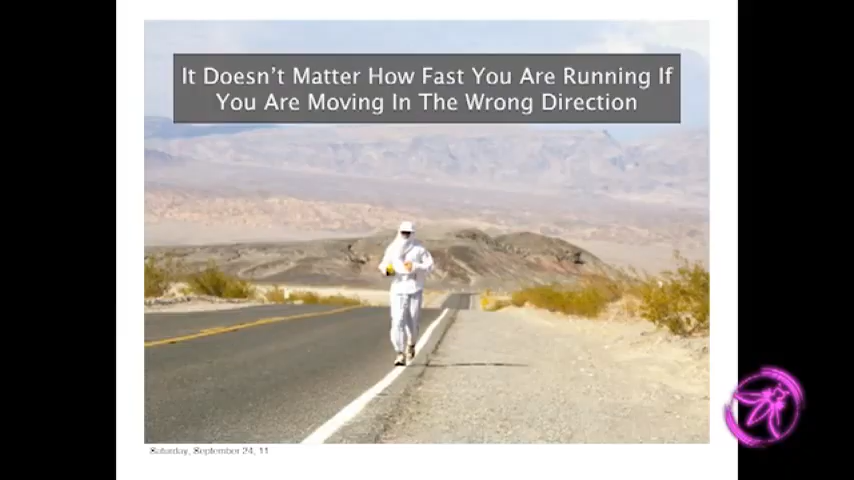 It Doesn't Matter How Fast You Are Running If
You Are Moving In The Wrong Direction
Saturday, September 24, 11